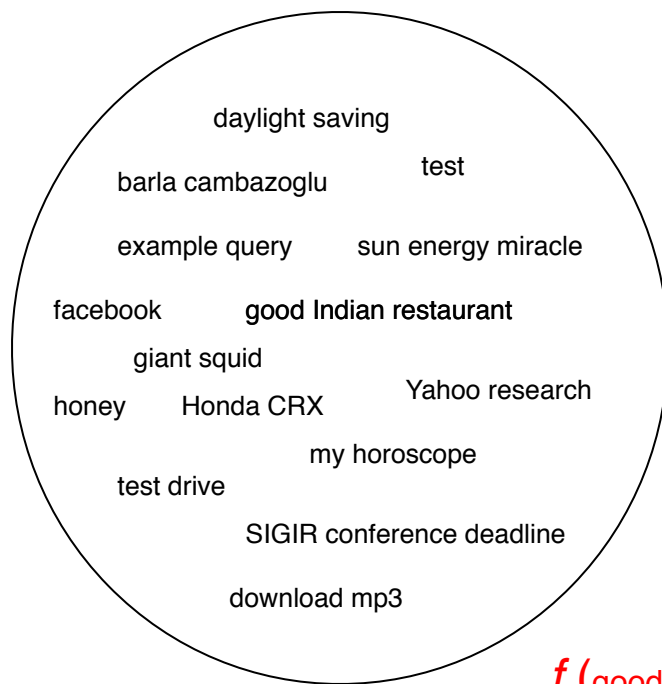 daylight saving
test
barla cambazoglu
example query
sun energy miracle
facebook
good Indian restaurant
giant squid
Yahoo research
honey
Honda CRX
my horoscope
test drive
SIGIR conference deadline
download mp3
f (good